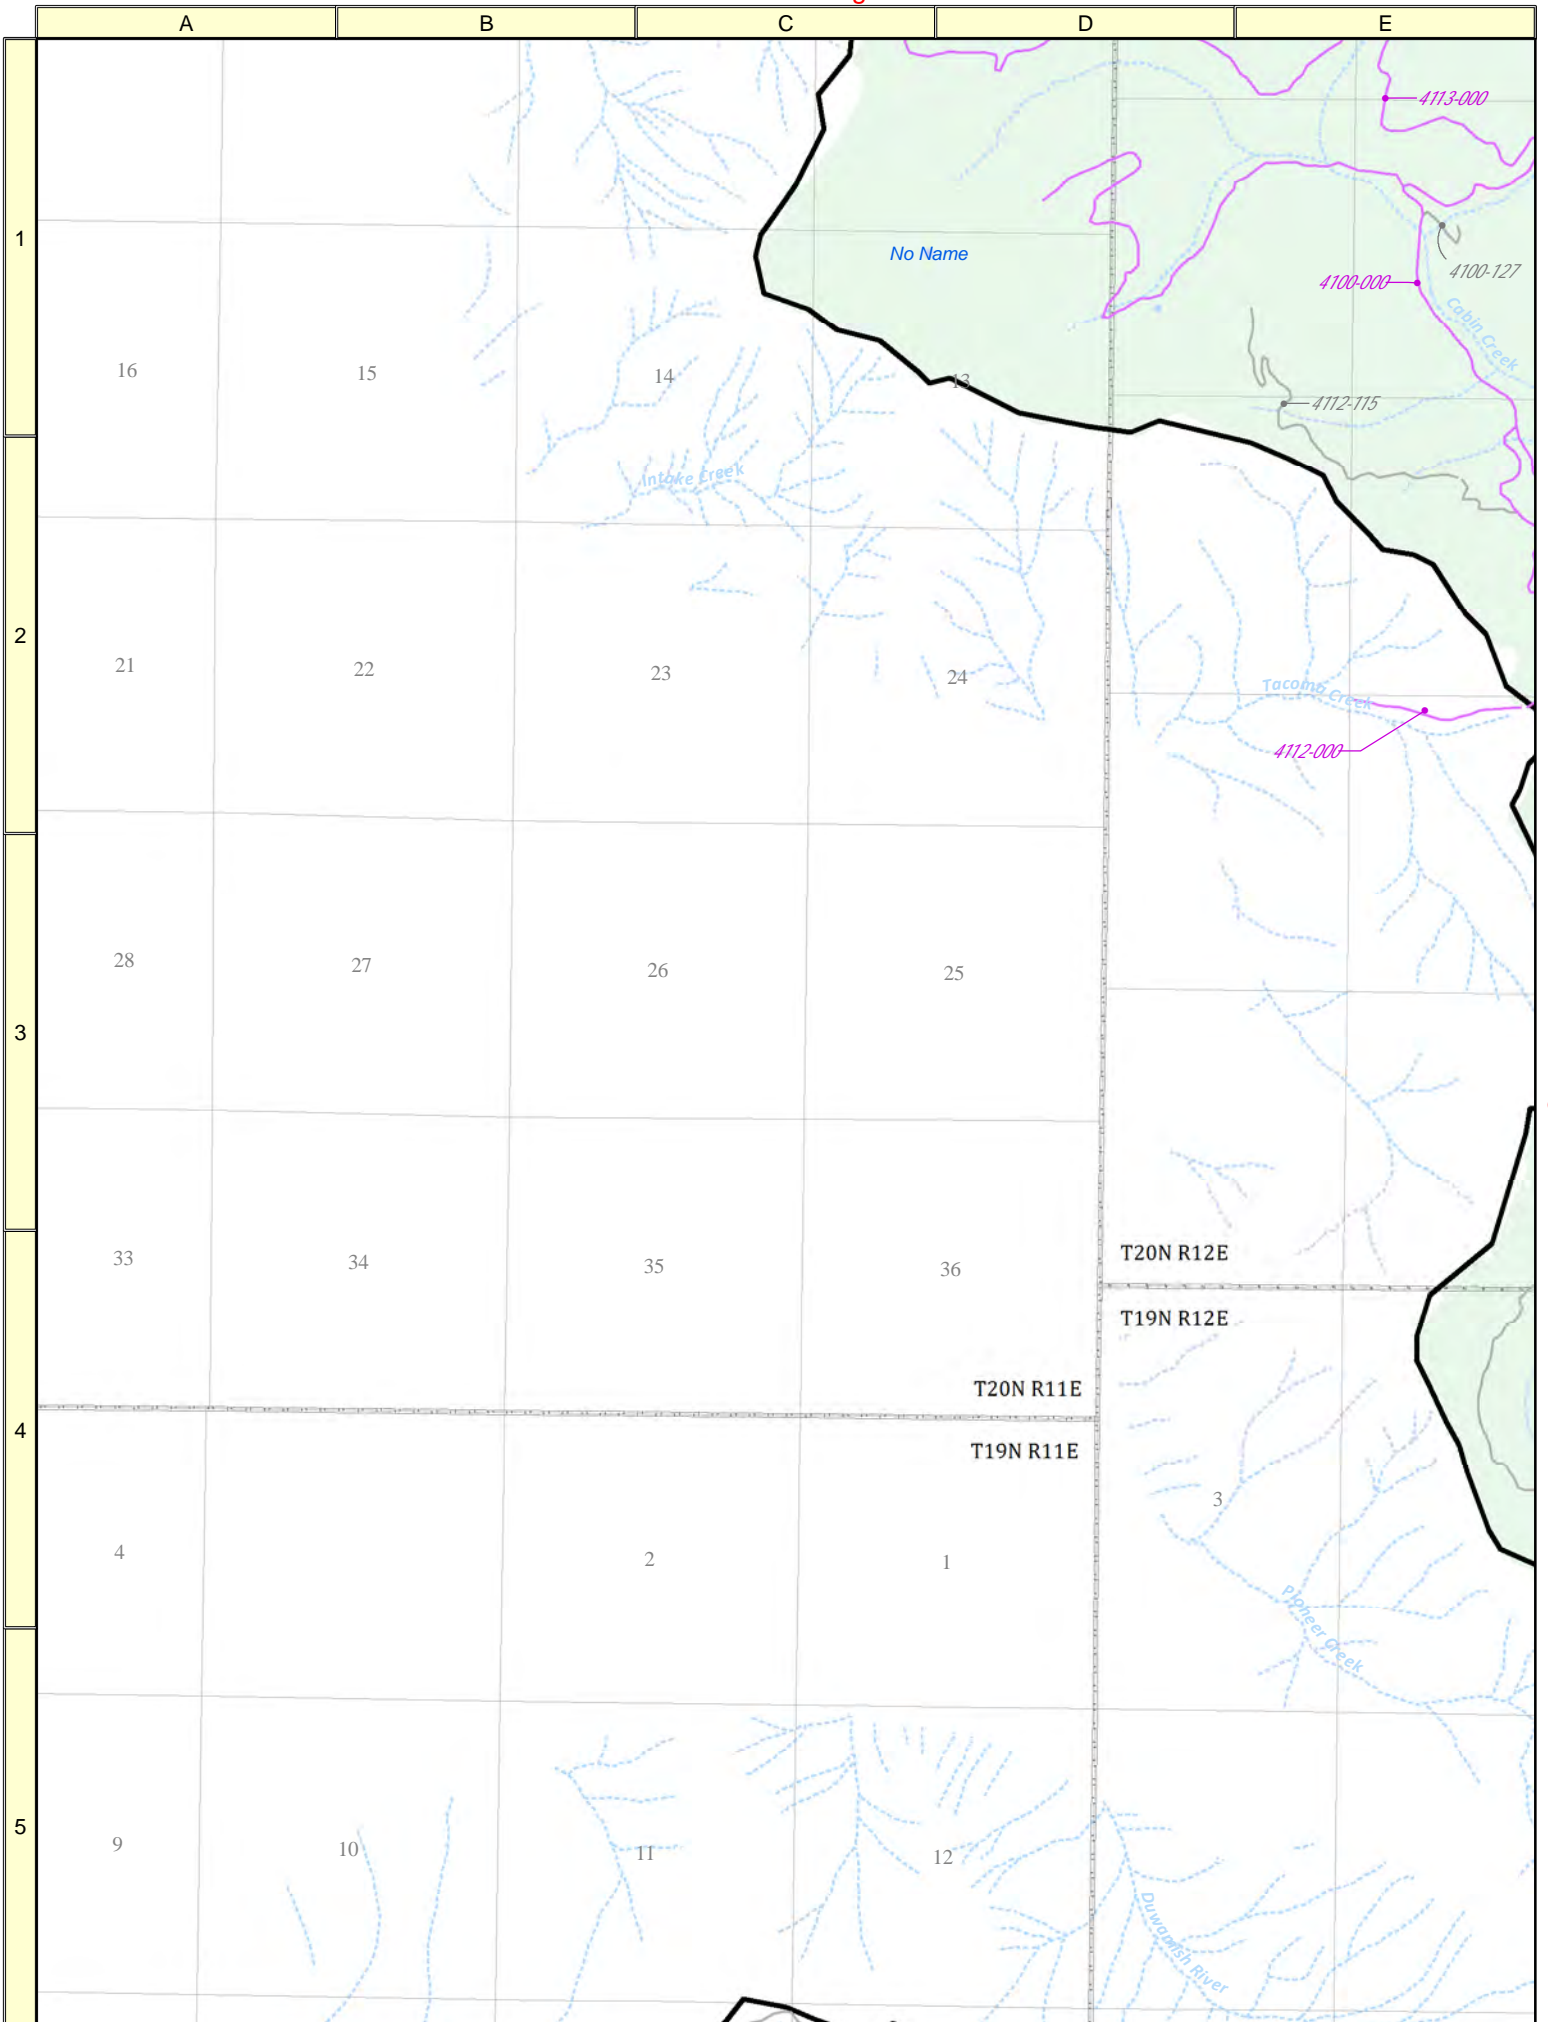 A B C D E
4113-000
1
No Name
4100-127
4100-000
Cabin Creek
16 15 14 13
4112-115
Intake Creek
2
21 22 23 24
Tacoma Creek
4112-000
28 27 26 25
3
T20N R12E
33 34 35 36
T19N R12E
T20N R11E
4
T19N R11E
3
4 2 1
Pioneer Creek
5
9 10 11 12
Duwamish River